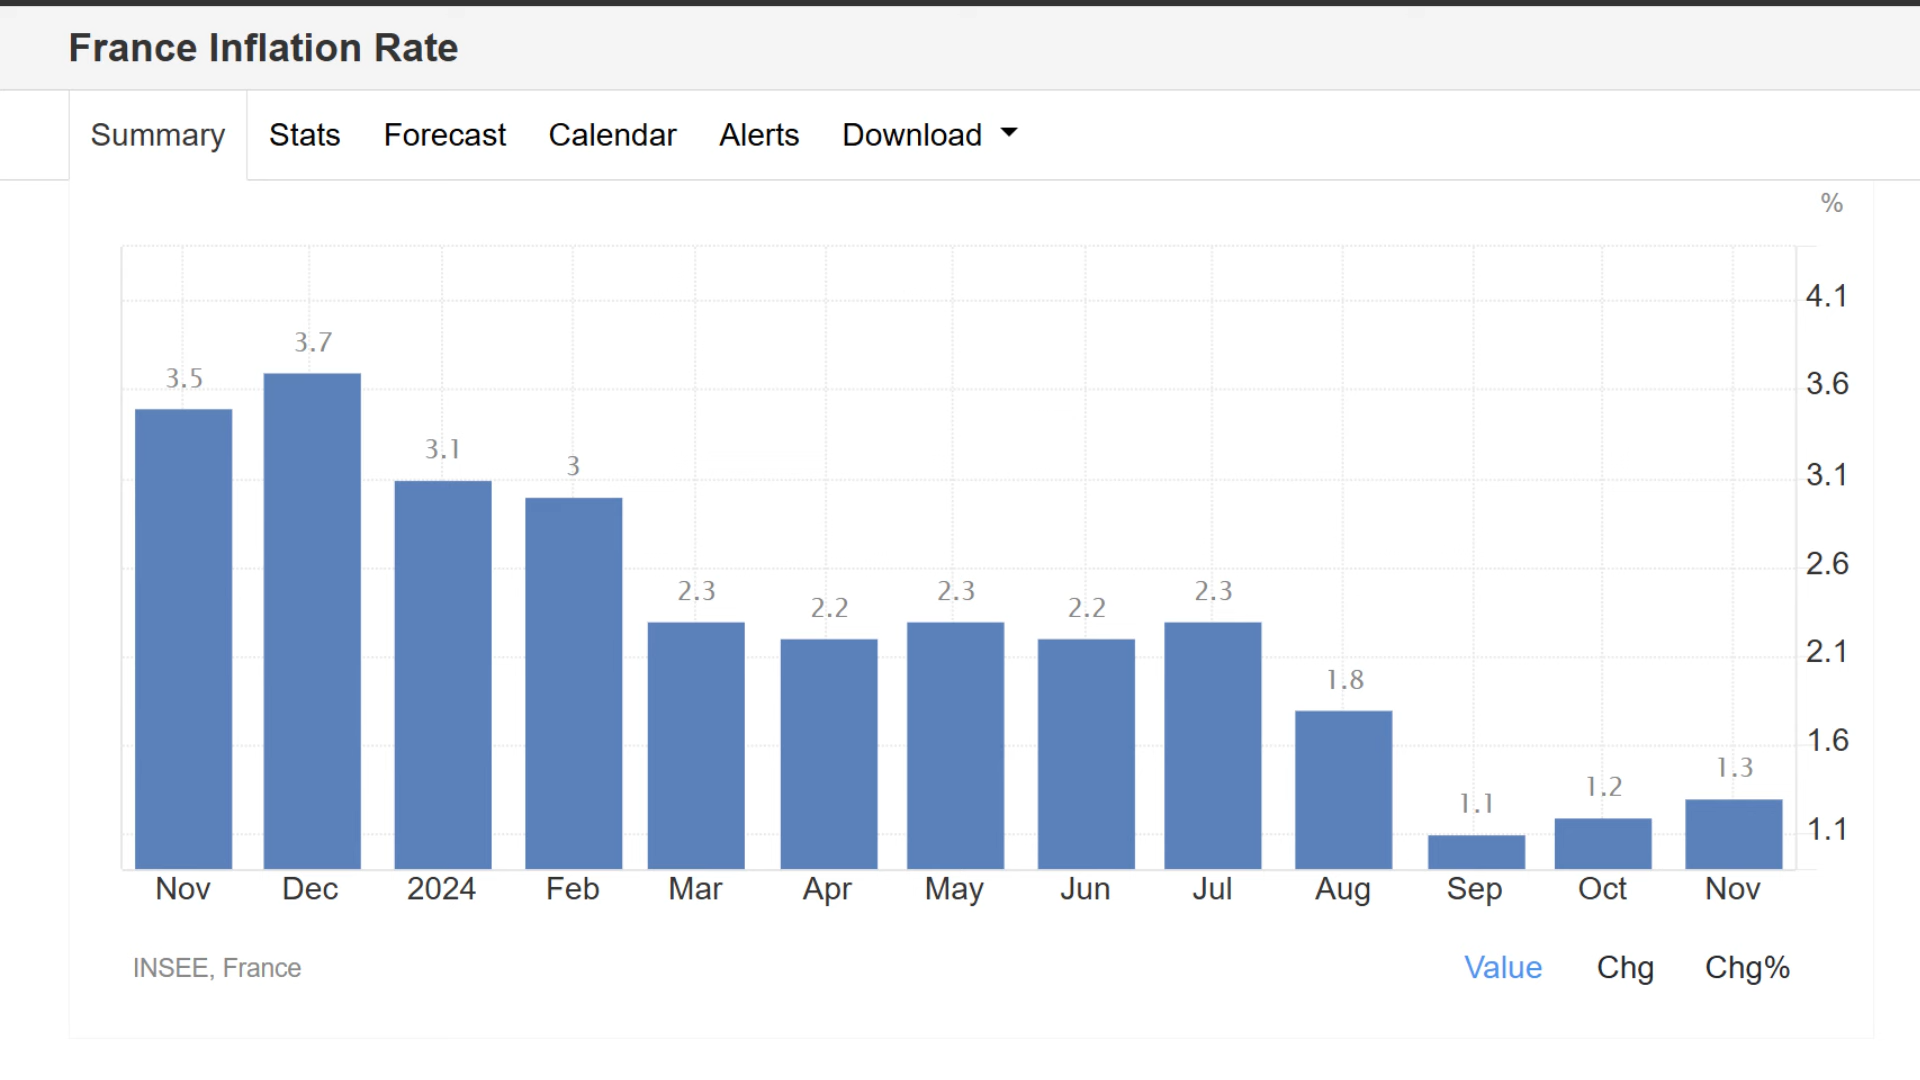 France Inflation Rate
Summary Stats Forecast Calendar Alerts Download
%
4.1
3.6
3.1
2.6
2.1
1.6
1.1
3.5 3.7 3.1 3 2.3 2.2 2.3 2.2 2.3 1.8 1.1 1.2 1.3
Nov Dec 2024 Feb Mar Apr May Jun Jul Aug Sep Oct Nov
INSEE, France
Value Chg Chg%